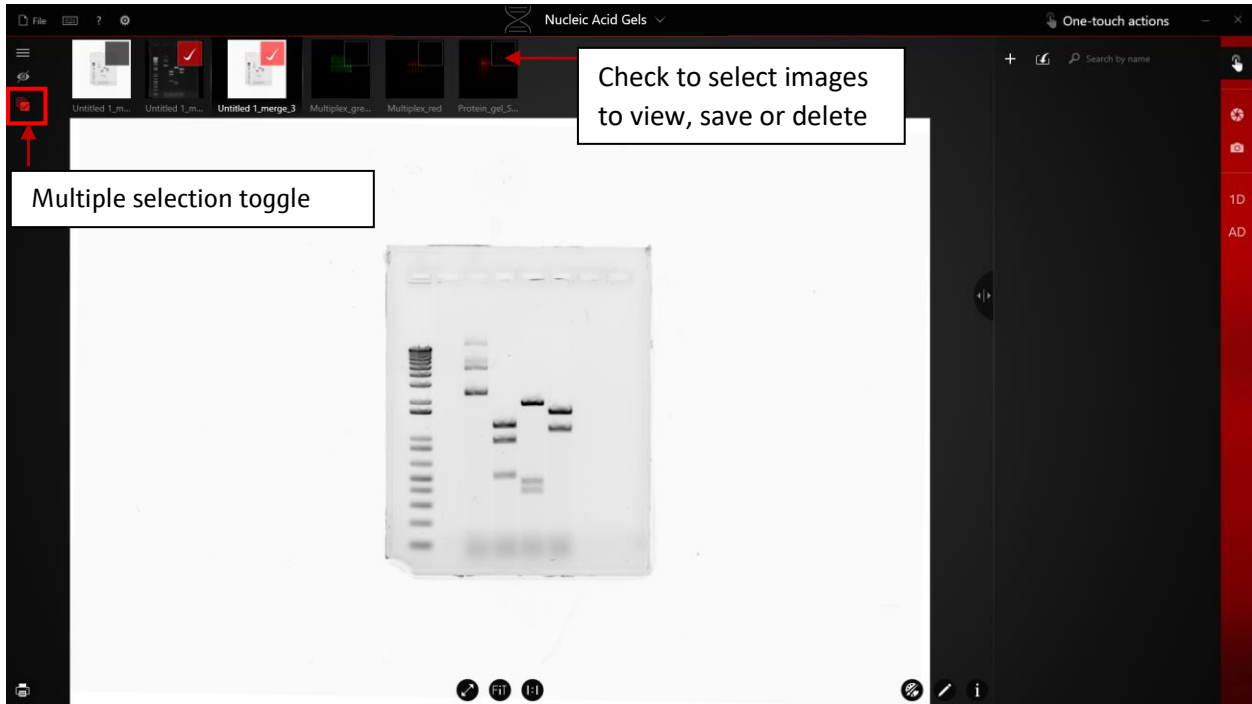 File
?
Nucleic Acid Gels
One-touch actions
Untitled 1_m...
Untitled 1_m...
Untitled 1_merge_3
Multiplex_gre...
Multiplex_red
Protein_gel_S...
Check to select images
to view, save or delete
Search by name
Multiple selection toggle
1D
AD
FiT
1:1
i